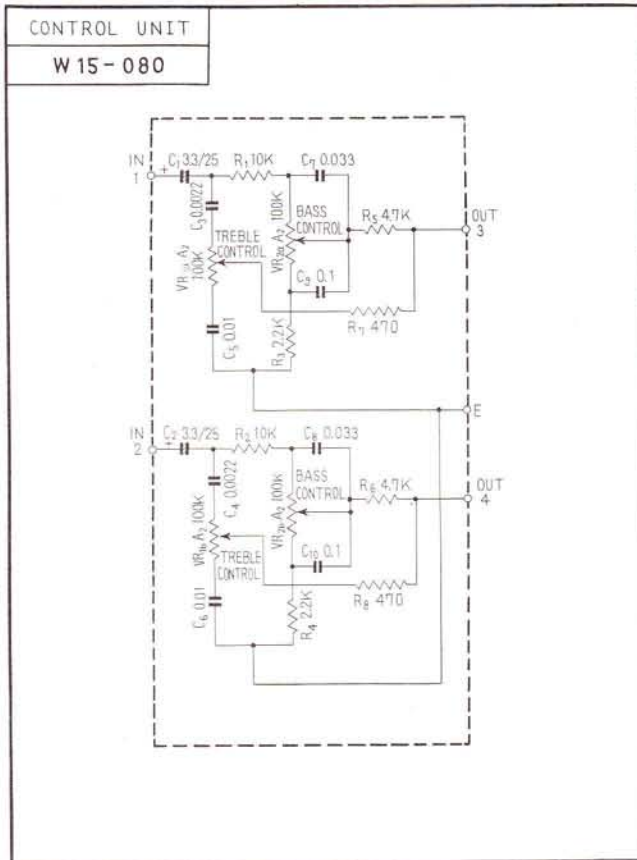 CONTROL UNIT
W15-080
IN
1
+
C1 3.3/25
R1 10K
C7 0.033
C3 0.0022
100K
BASS
CONTROL
VR2a A2
R5 4.7K
OUT
3
TREBLE
CONTROL
VR1a A2
100K
C9 0.1
C5 0.01
R3 2.2K
R7 470
E
IN
2
+
C2 3.3/25
R2 10K
C8 0.033
C4 0.0022
BASS
CONTROL
VR2b A2 100K
R6 4.7K
OUT
4
VR1b A2 100K
TREBLE
CONTROL
C10 0.1
C6 0.01
R4 2.2K
R8 470